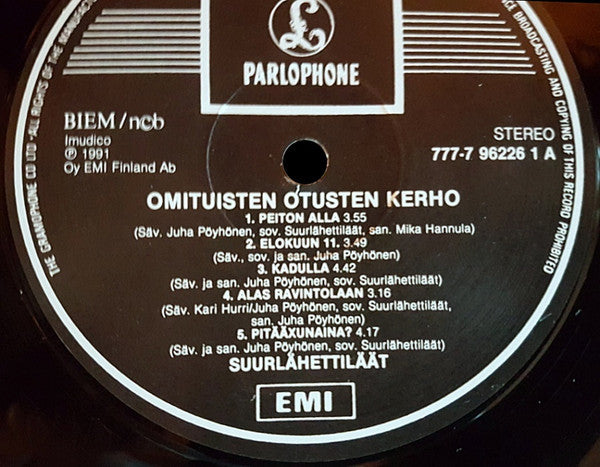 PARLOPHONE
BIEM/ncb
Imudico
℗ 1991
Oy EMI Finland Ab
STEREO
777-7 96226 1 A
OMITUISTEN OTUSTEN KERHO
1. PEITON ALLA 3.55
(Säv. Juha Pöyhönen, sov. Suurlähettiläät, san. Mika Hannula)
2. ELOKUUN 11. 3.49
(Säv., sov. ja san. Juha Pöyhönen)
3. KADULLA 4.42
(Säv. ja san. Juha Pöyhönen, sov. Suurlähettiläät)
4. ALAS RAVINTOLAAN 3.16
(Säv. Kari Hurri/Juha Pöyhönen, sov. Suurlähettiläät,
san. Juha Pöyhönen)
5. PITÄÄXUNAINA? 4.17
(Säv. ja san. Juha Pöyhönen, sov. Suurlähettiläät)
SUURLÄHETTILÄÄT
EMI
THE GRAMOPHONE CO LTD · ALL RIGHTS OF THE
BROADCASTING AND COPYING OF THIS RECORD PROHIBITED